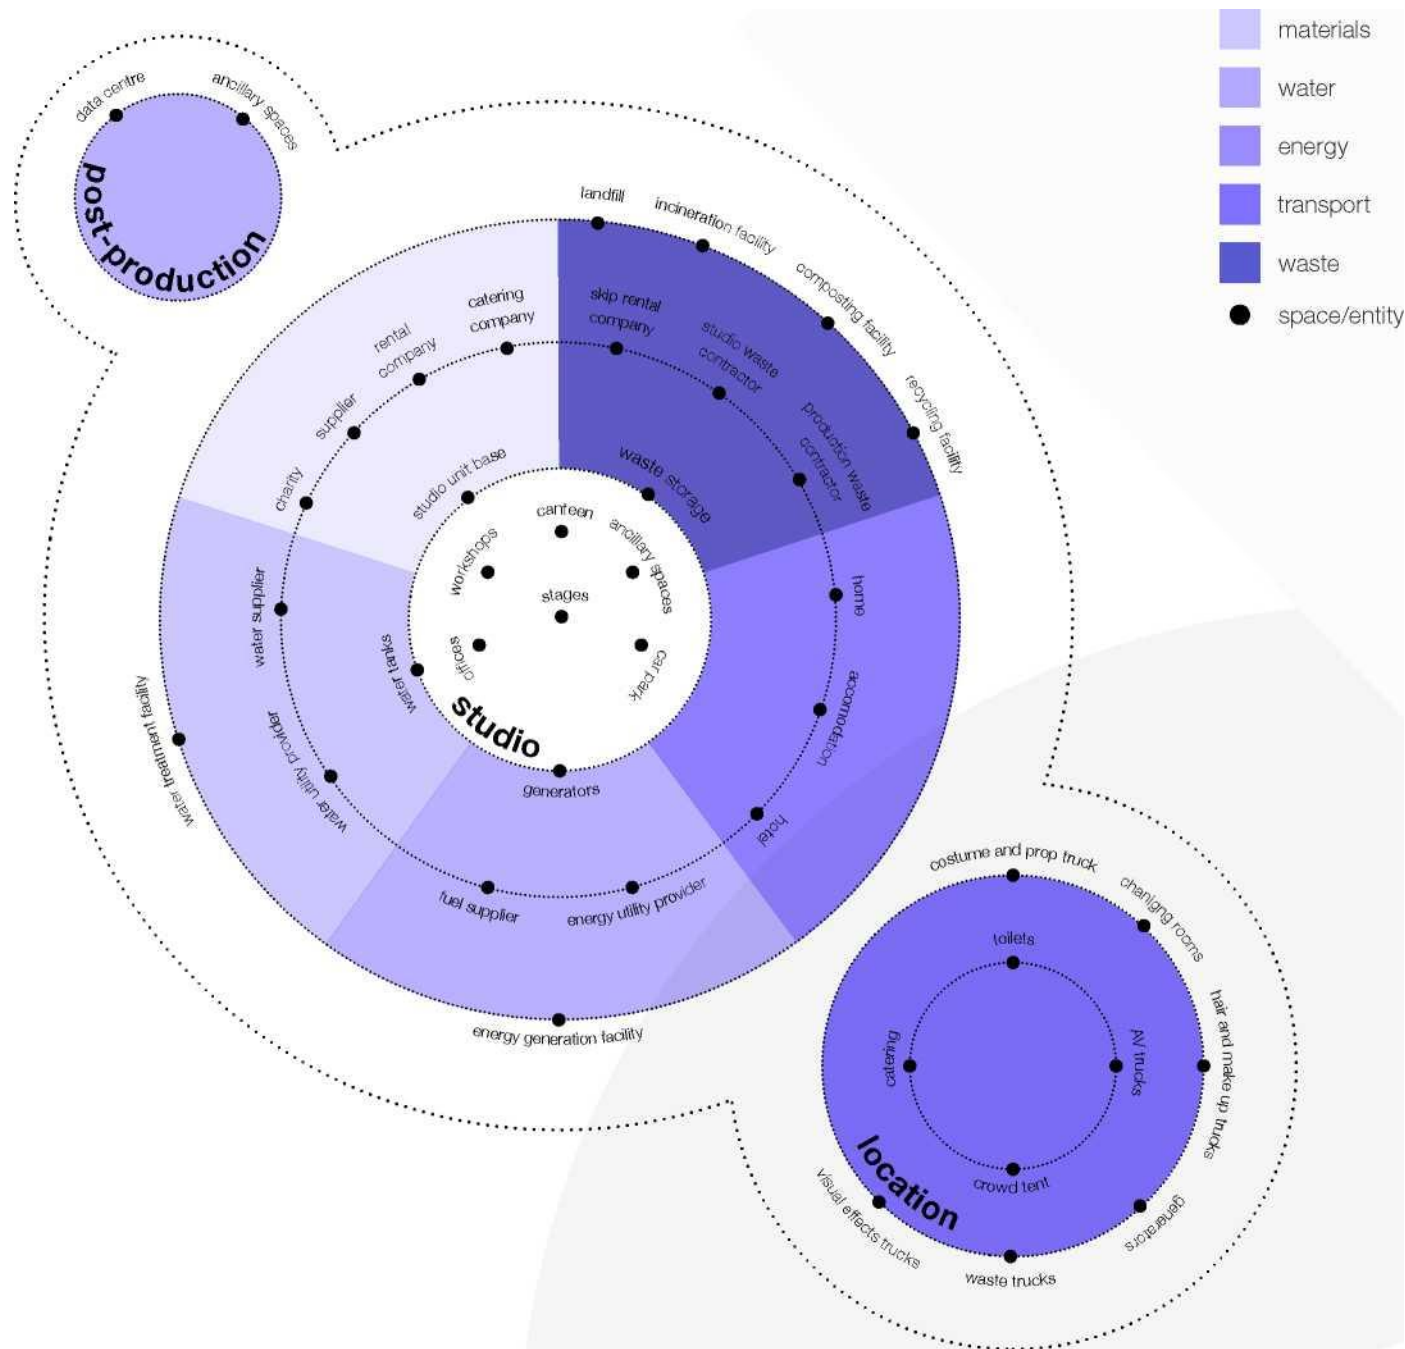 materials
water
energy
transport
waste
space/entity
data centre
ancillary spaces
post-production
landfill
incineration facility
composting facility
recycling facility
catering
company
rental
company
supplier
charity
studio unit base
skip rental
company
studio waste
contractor
production waste
contractor
waste storage
canteen
workshops
ancillary spaces
stages
offices
car park
studio
water supplier
water tanks
water utility provider
water treatment facility
home
accomodation
hotel
generators
fuel supplier
energy utility provider
energy generation facility
costume and prop truck
chanigng rooms
toilets
hair and make up trucks
catering
AV trucks
crowd tent
location
visual effects trucks
generators
waste trucks